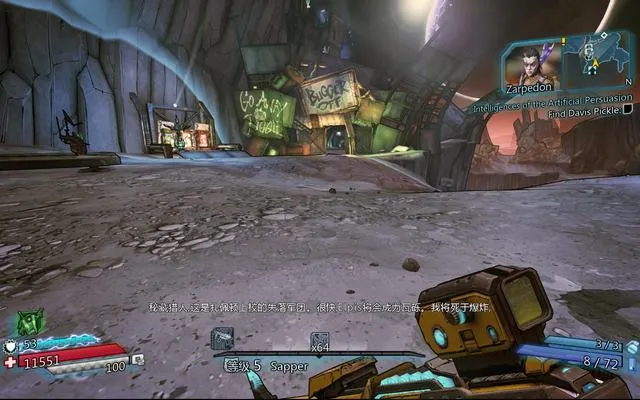 GO AWAY
PICKLE
BUGGER
OFF
Zarpedon
N
Intelligences of the Artificial Persuasion
Find Davis Pickle:
秘藏猎人,这是扎佩顿上校的失落军团。很快,Elpis将会成为瓦砾。我将死于爆炸,
53
11551
100
x64
等级 5 Sapper
3 / 3
8 / 72